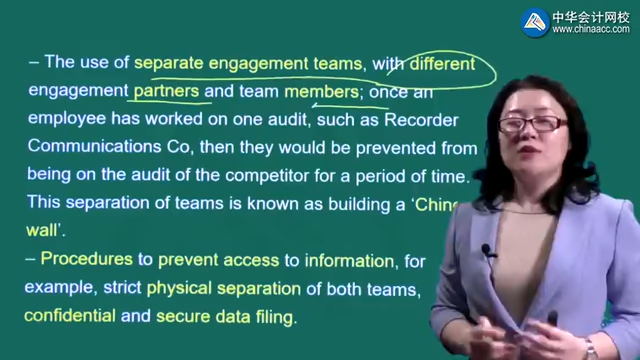 中华会计网校
www.chinaacc.com
– The use of separate engagement teams, with different
engagement partners and team members; once an
employee has worked on one audit, such as Recorder
Communications Co, then they would be prevented from
being on the audit of the competitor for a period of time.
This separation of teams is known as building a ‘Chinese
wall’.
– Procedures to prevent access to information, for
example, strict physical separation of both teams,
confidential and secure data filing.